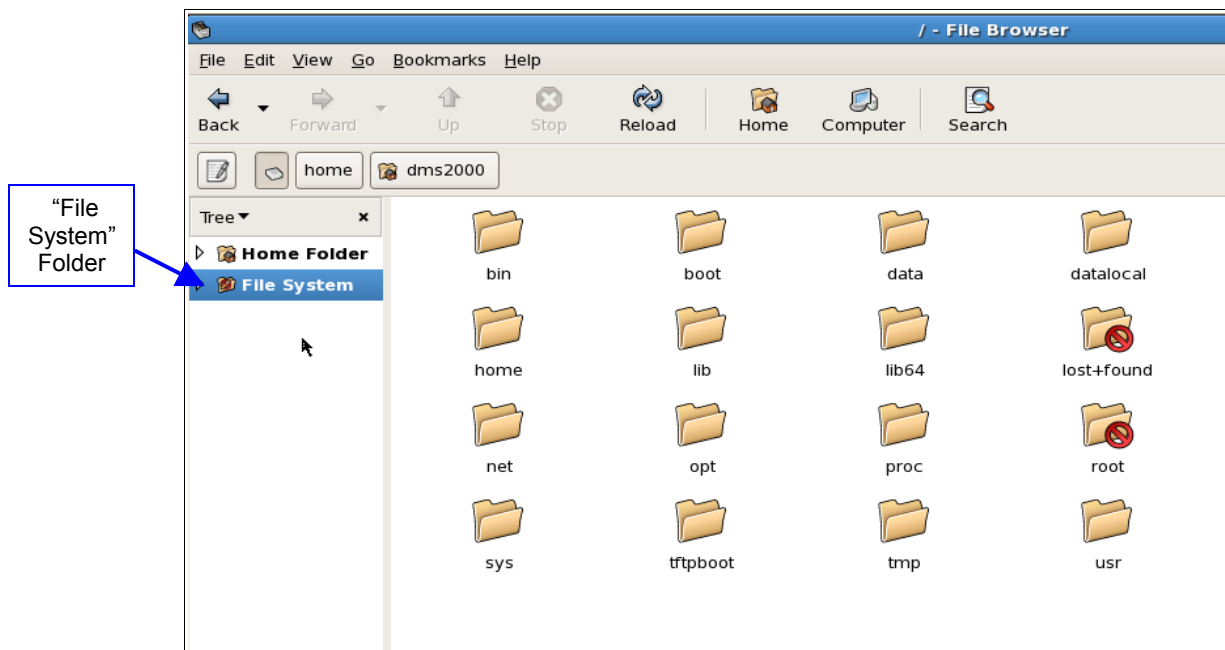 / - File Browser
File Edit View Go Bookmarks Help
Back Forward Up Stop Reload Home Computer Search
home dms2000
“File
System”
Folder
Tree
Home Folder
File System
bin boot data datalocal
home lib lib64 lost+found
net opt proc root
sys tftpboot tmp usr